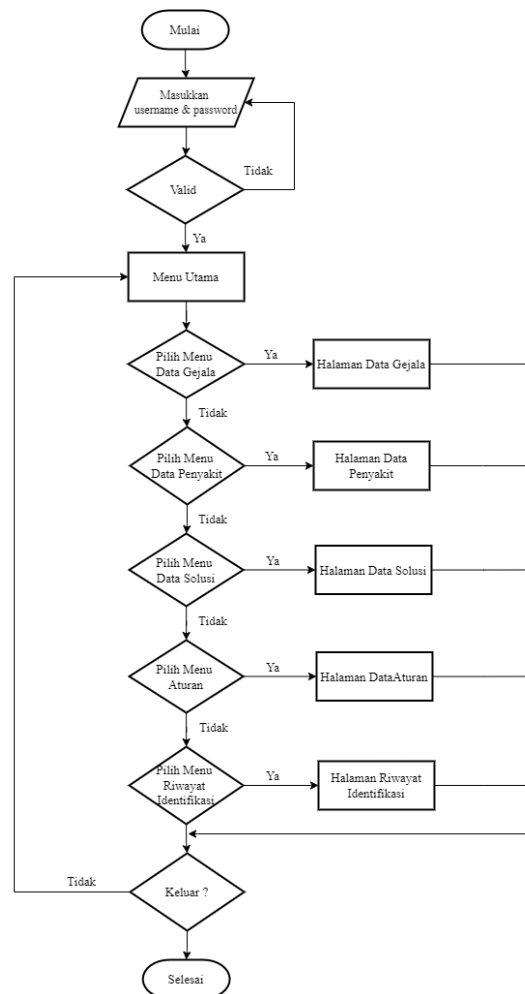 Mulai
Masukkan
username & password
Tidak
Valid
Ya
Menu Utama
Pilih Menu
Data Gejala
Ya
Halaman Data Gejala
Tidak
Pilih Menu
Data Penyakit
Ya
Halaman Data
Penyakit
Tidak
Pilih Menu
Data Solusi
Ya
Halaman Data Solusi
Tidak
Pilih Menu
Aturan
Ya
Halaman DataAturan
Tidak
Pilih Menu
Riwayat
Identifikasi
Ya
Halaman Riwayat
Identifikasi
Tidak
Keluar ?
Selesai